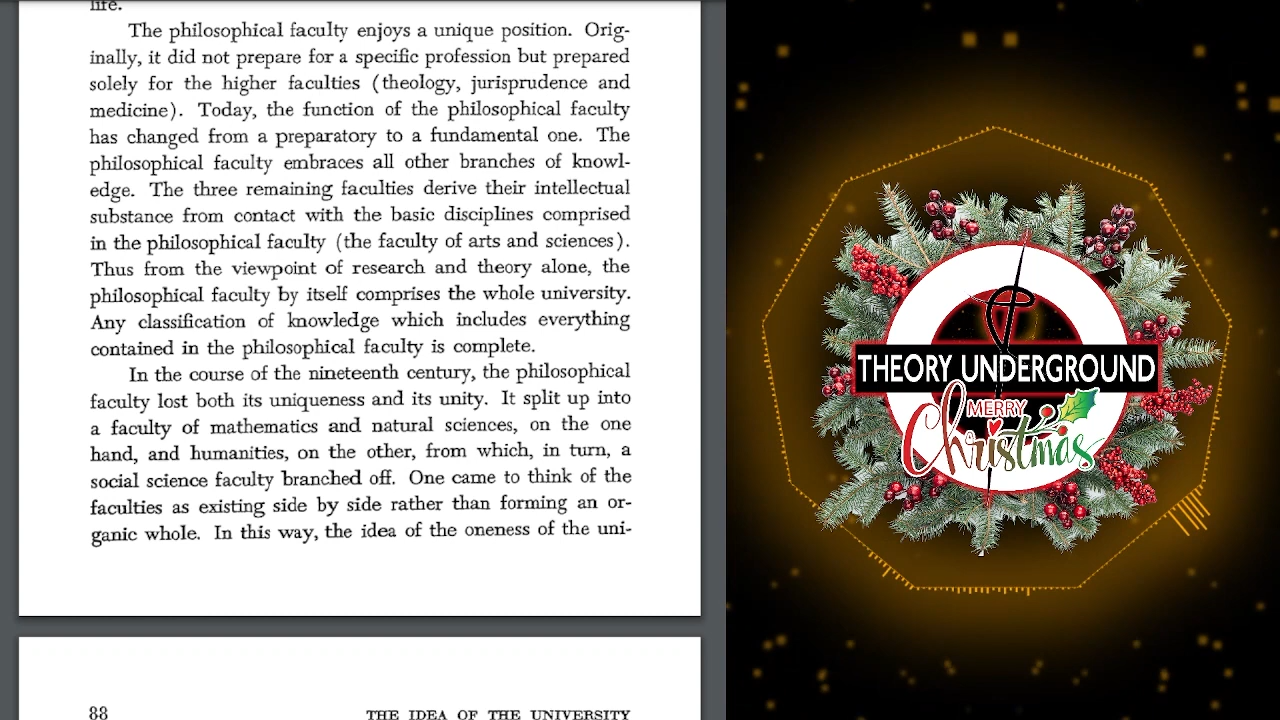 life.
The philosophical faculty enjoys a unique position. Orig-
inally, it did not prepare for a specific profession but prepared
solely for the higher faculties (theology, jurisprudence and
medicine). Today, the function of the philosophical faculty
has changed from a preparatory to a fundamental one. The
philosophical faculty embraces all other branches of knowl-
edge. The three remaining faculties derive their intellectual
substance from contact with the basic disciplines comprised
in the philosophical faculty (the faculty of arts and sciences).
Thus from the viewpoint of research and theory alone, the
philosophical faculty by itself comprises the whole university.
Any classification of knowledge which includes everything
contained in the philosophical faculty is complete.
In the course of the nineteenth century, the philosophical
faculty lost both its uniqueness and its unity. It split up into
a faculty of mathematics and natural sciences, on the one
hand, and humanities, on the other, from which, in turn, a
social science faculty branched off. One came to think of the
faculties as existing side by side rather than forming an or-
ganic whole. In this way, the idea of the oneness of the uni-
88 THE IDEA OF THE UNIVERSITY
THEORY UNDERGROUND
MERRY
Christmas